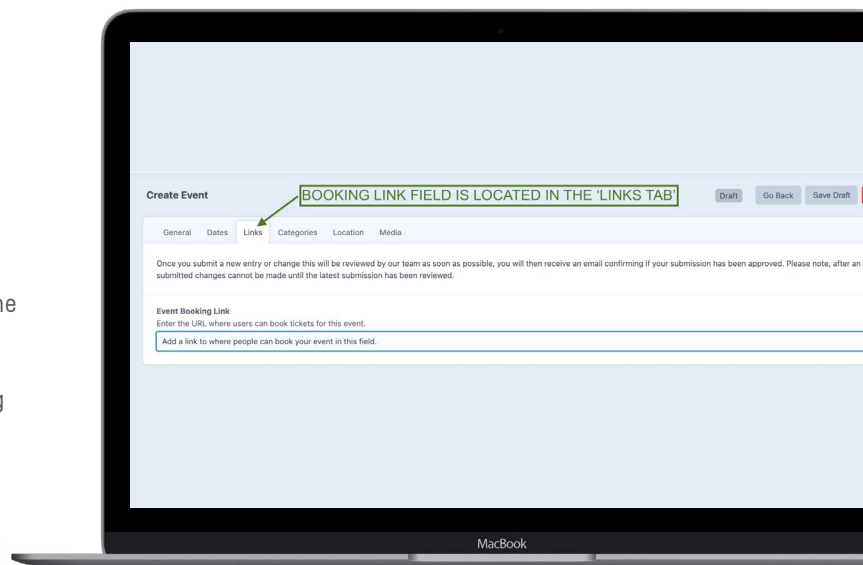 BOOKING LINK FIELD IS LOCATED IN THE 'LINKS TAB'
Create Event
Draft
Go Back
Save Draft
General Dates Links Categories Location Media
Once you submit a new entry or change this will be reviewed by our team as soon as possible, you will then receive an email confirming if your submission has been approved. Please note, after an
submitted changes cannot be made until the latest submission has been reviewed.
Event Booking Link
Enter the URL where users can book tickets for this event.
Add a link to where people can book your event in this field.
MacBook